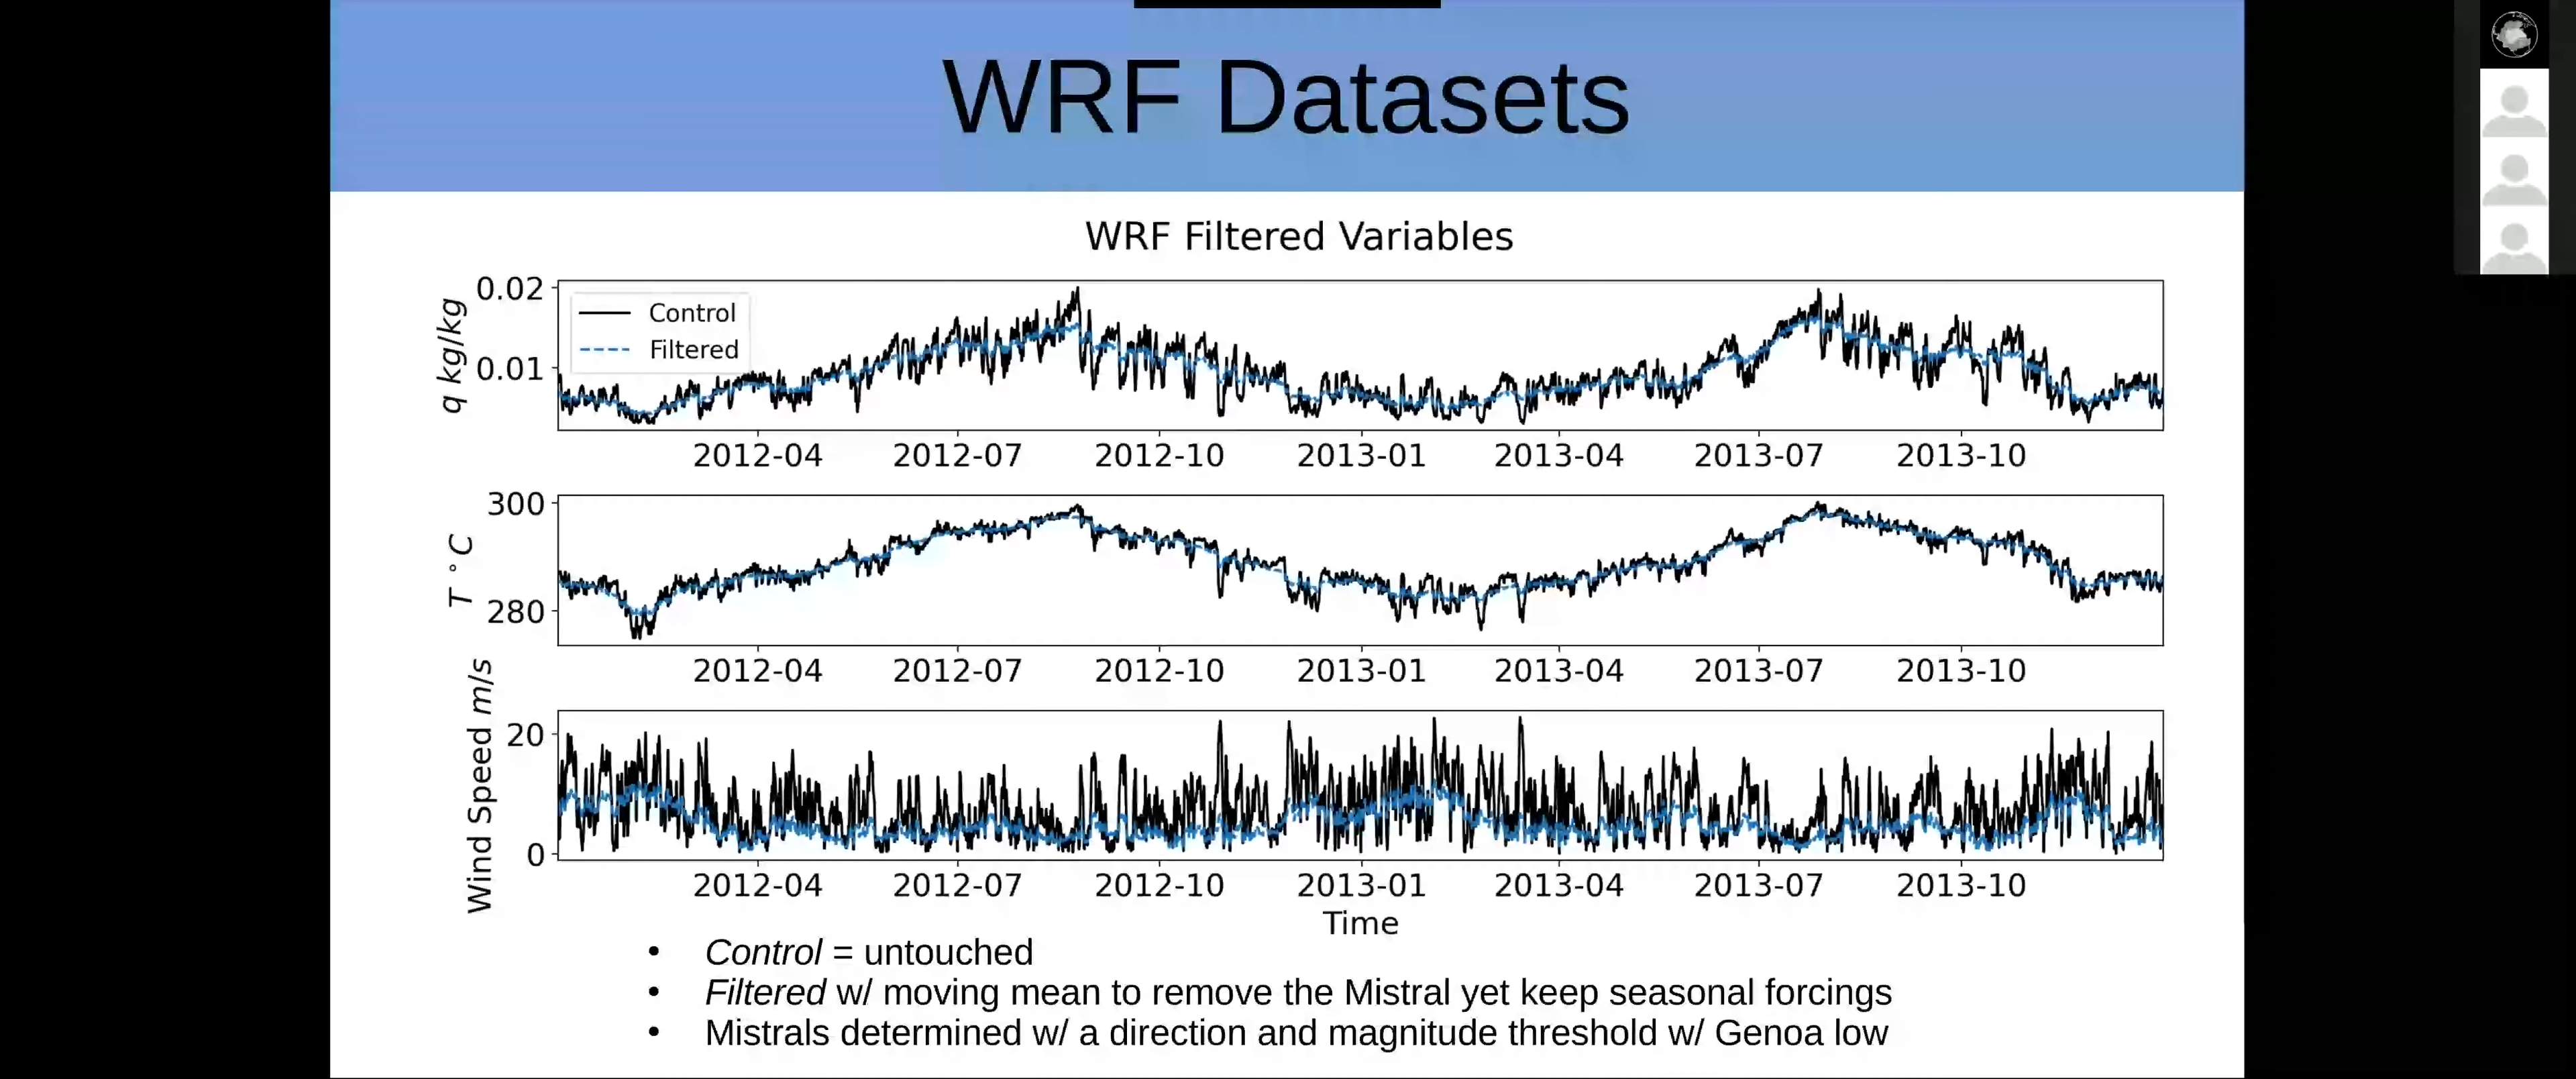 WRF Datasets
WRF Filtered Variables
q kg/kg
0.02
0.01
Control
Filtered
2012-04 2012-07 2012-10 2013-01 2013-04 2013-07 2013-10
T °C
300
280
2012-04 2012-07 2012-10 2013-01 2013-04 2013-07 2013-10
Wind Speed m/s
20
0
2012-04 2012-07 2012-10 2013-01 2013-04 2013-07 2013-10
Time
• Control = untouched
• Filtered w/ moving mean to remove the Mistral yet keep seasonal forcings
• Mistrals determined w/ a direction and magnitude threshold w/ Genoa low